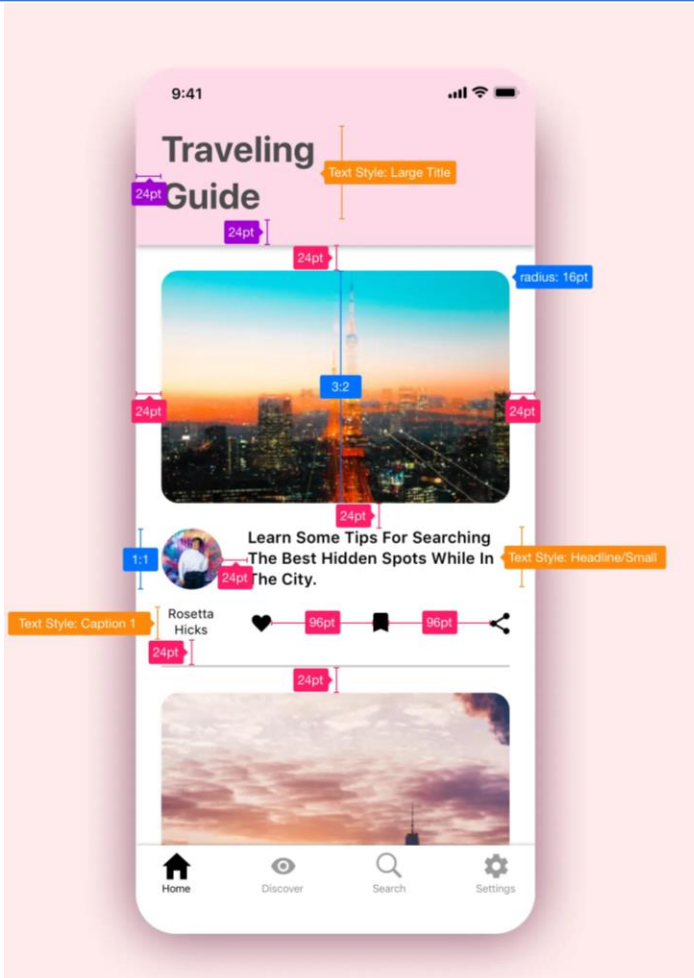 9:41
Traveling
Text Style: Large Title
24pt
Guide
24pt
24pt
radius: 16pt
3:2
24pt
24pt
24pt
Learn Some Tips For Searching
1:1
The Best Hidden Spots While In
Text Style: Headline/Small
24pt
The City.
Text Style: Caption 1
Rosetta
Hicks
96pt
96pt
24pt
24pt
Home
Discover
Search
Settings